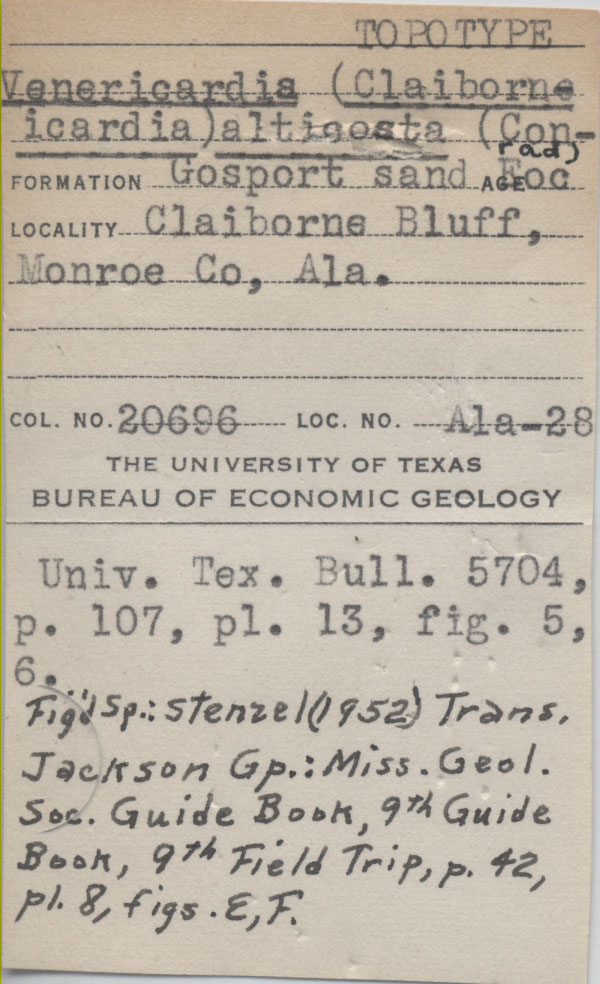 TOPOTYPE
Venericardia (Claiborne
icardia)alticosta (Con-
rad)
FORMATION Gosport sand AGE Eoc
LOCALITY Claiborne Bluff,
Monroe Co, Ala.
COL. NO. 20696 LOC. NO. Ala-28
THE UNIVERSITY OF TEXAS
BUREAU OF ECONOMIC GEOLOGY
Univ. Tex. Bull. 5704,
p. 107, pl. 13, fig. 5,
6.
Fig'd Sp.: Stenzel (1952) Trans.
Jackson Gp.: Miss. Geol.
Soc. Guide Book, 9th Guide
Book, 9th Field Trip, p. 42,
pl. 8, figs. E, F.